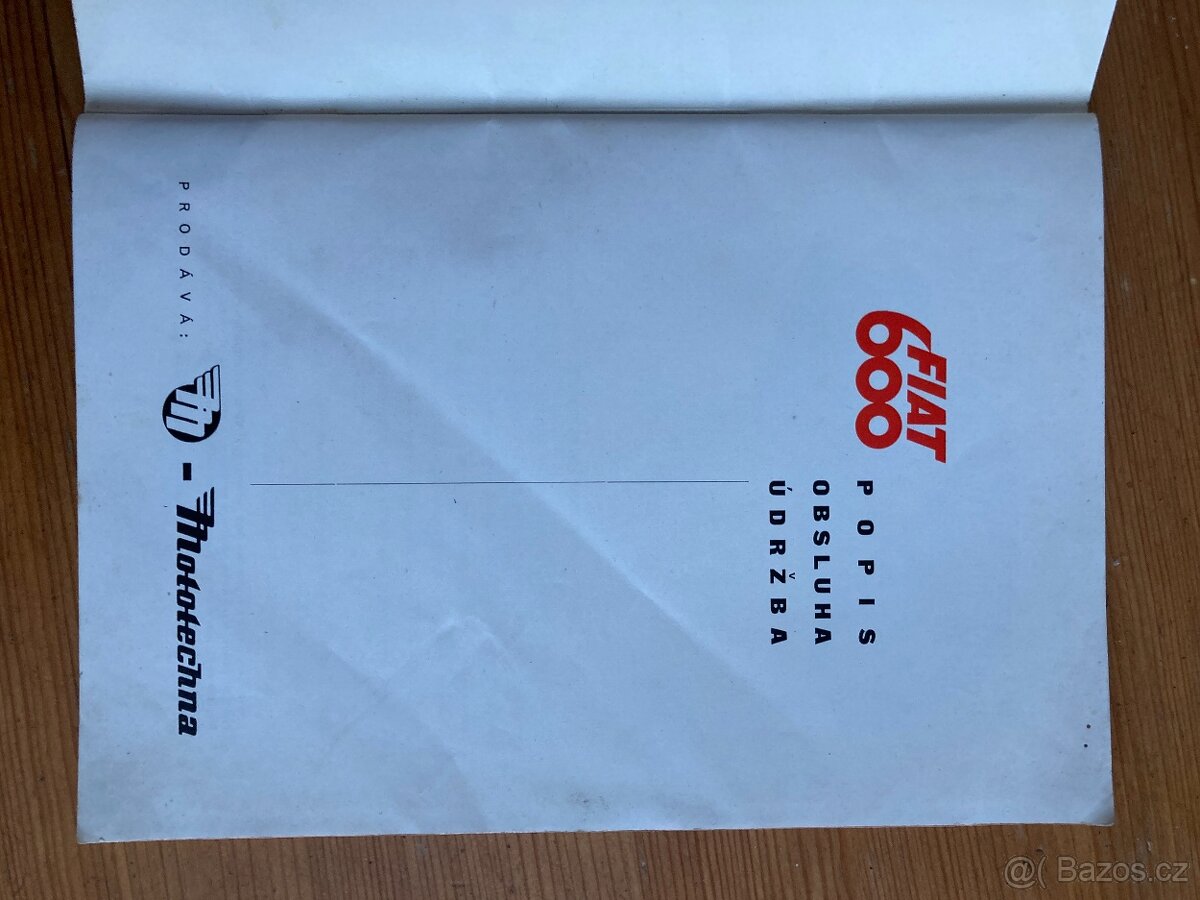 FIAT
600
POPIS
OBSLUHA
ÚDRŽBA
PRODÁVÁ: m - Mototechna
@( Bazos.cz